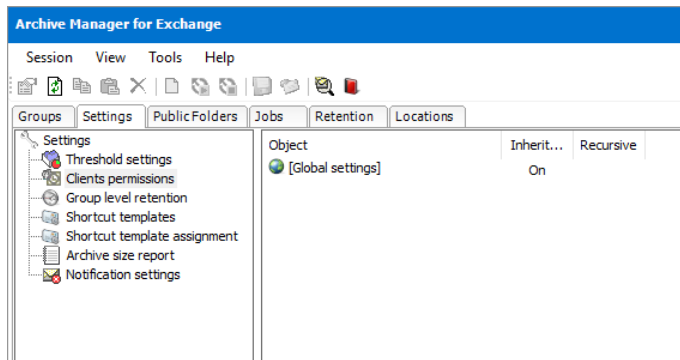 Archive Manager for Exchange
Session View Tools Help
Groups Settings Public Folders Jobs Retention Locations
Settings
Threshold settings
Clients permissions
Group level retention
Shortcut templates
Shortcut template assignment
Archive size report
Notification settings
Object Inherit... Recursive
[Global settings] On